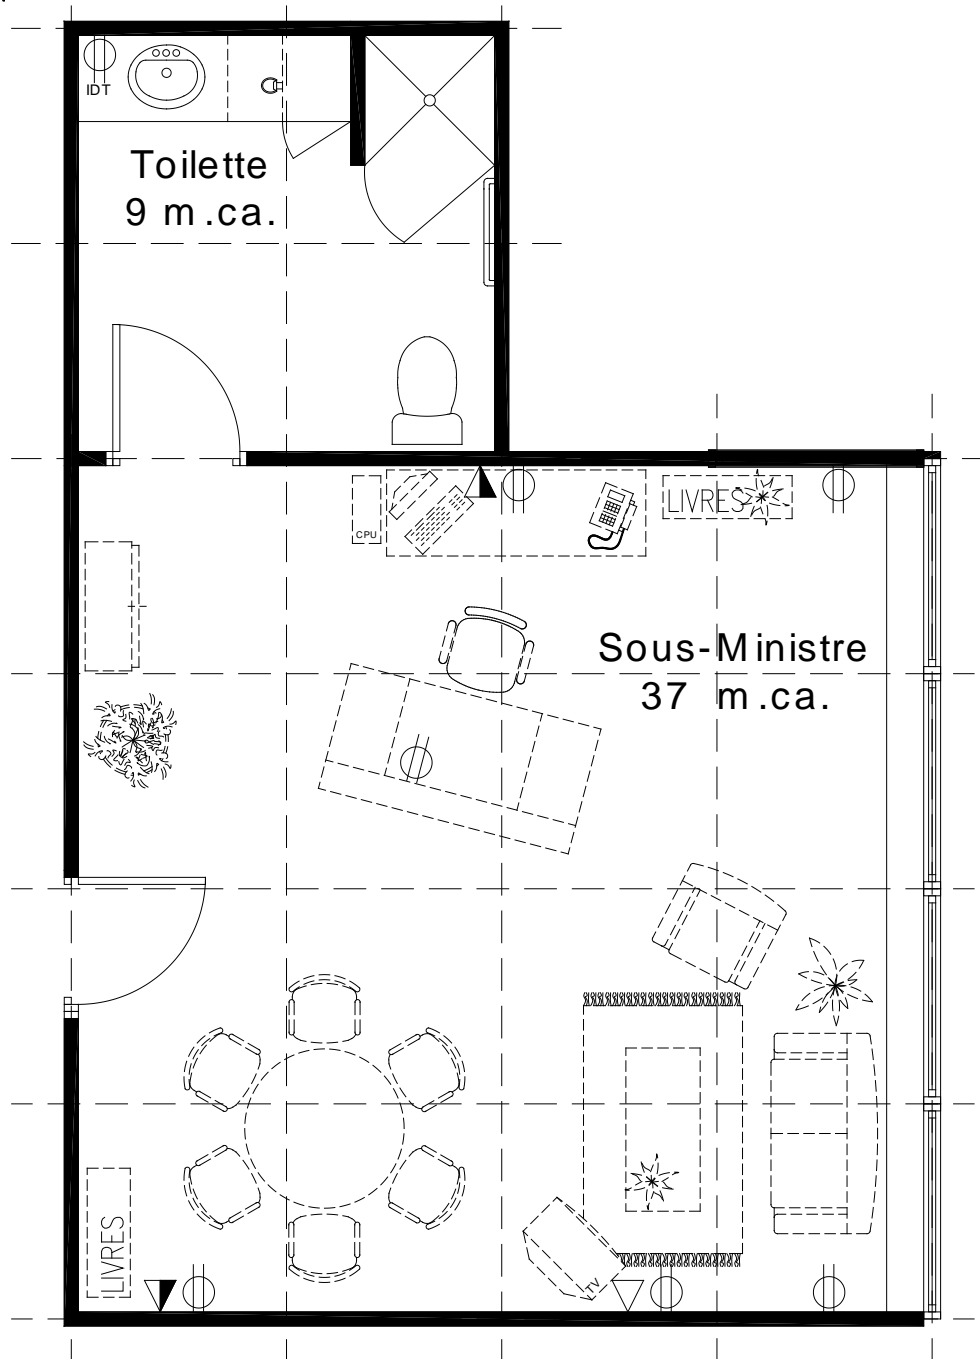 IDT
Toilette
9 m.ca.
CPU
LIVRES
Sous-Ministre
37 m.ca.
LIVRES
TV